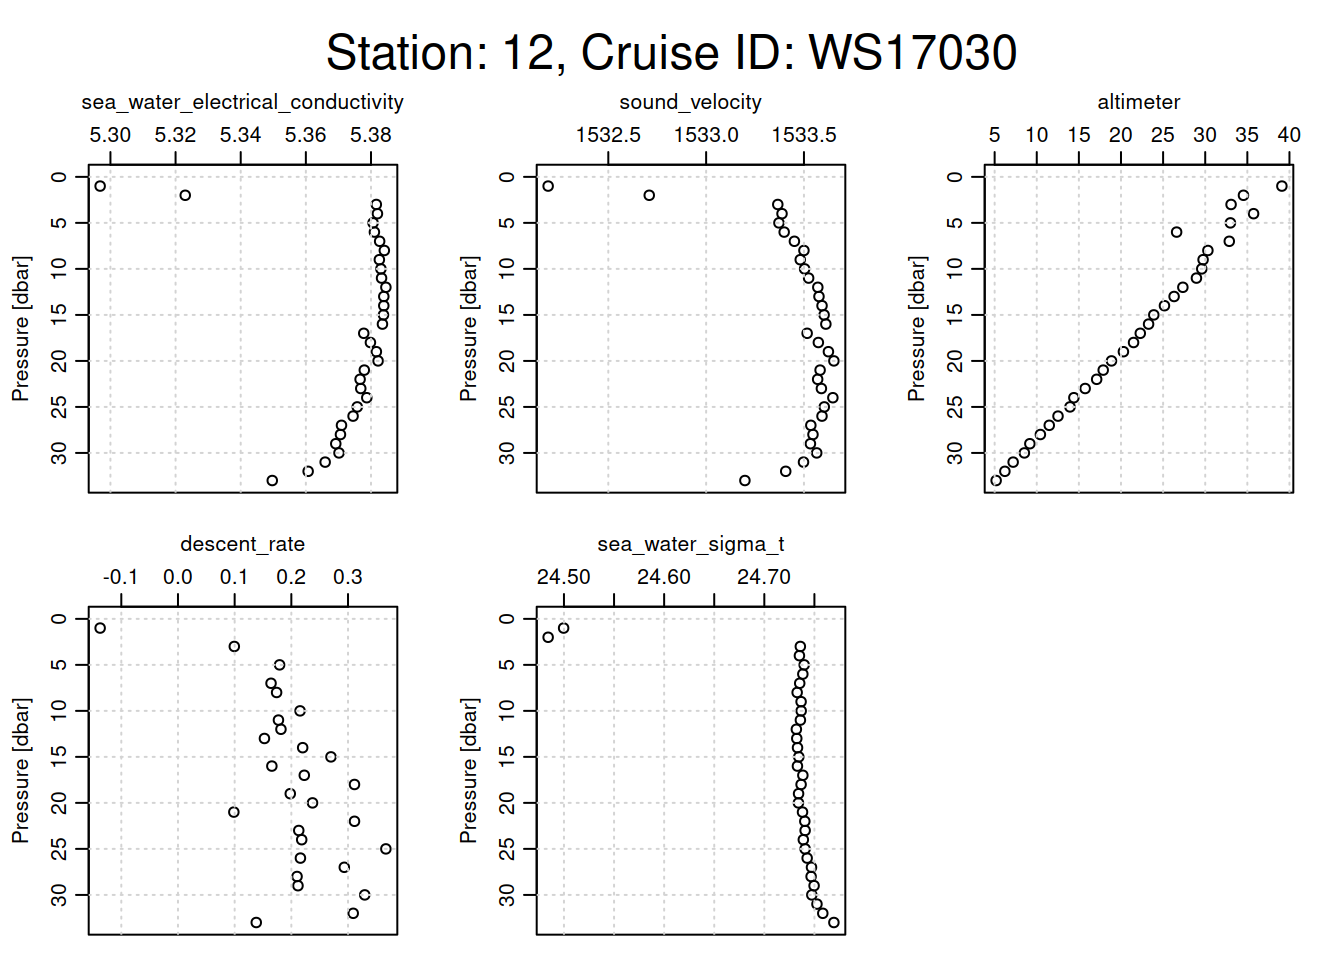 Station: 12, Cruise ID: WS17030
sea_water_electrical_conductivity
5.30 5.32 5.34 5.36 5.38
Pressure [dbar]
0
5
10
15
20
25
30
sound_velocity
1532.5 1533.0 1533.5
Pressure [dbar]
0
5
10
15
20
25
30
altimeter
5 10 15 20 25 30 35 40
Pressure [dbar]
0
5
10
15
20
25
30
descent_rate
-0.1 0.0 0.1 0.2 0.3
Pressure [dbar]
0
5
10
15
20
25
30
sea_water_sigma_t
24.50 24.60 24.70
Pressure [dbar]
0
5
10
15
20
25
30